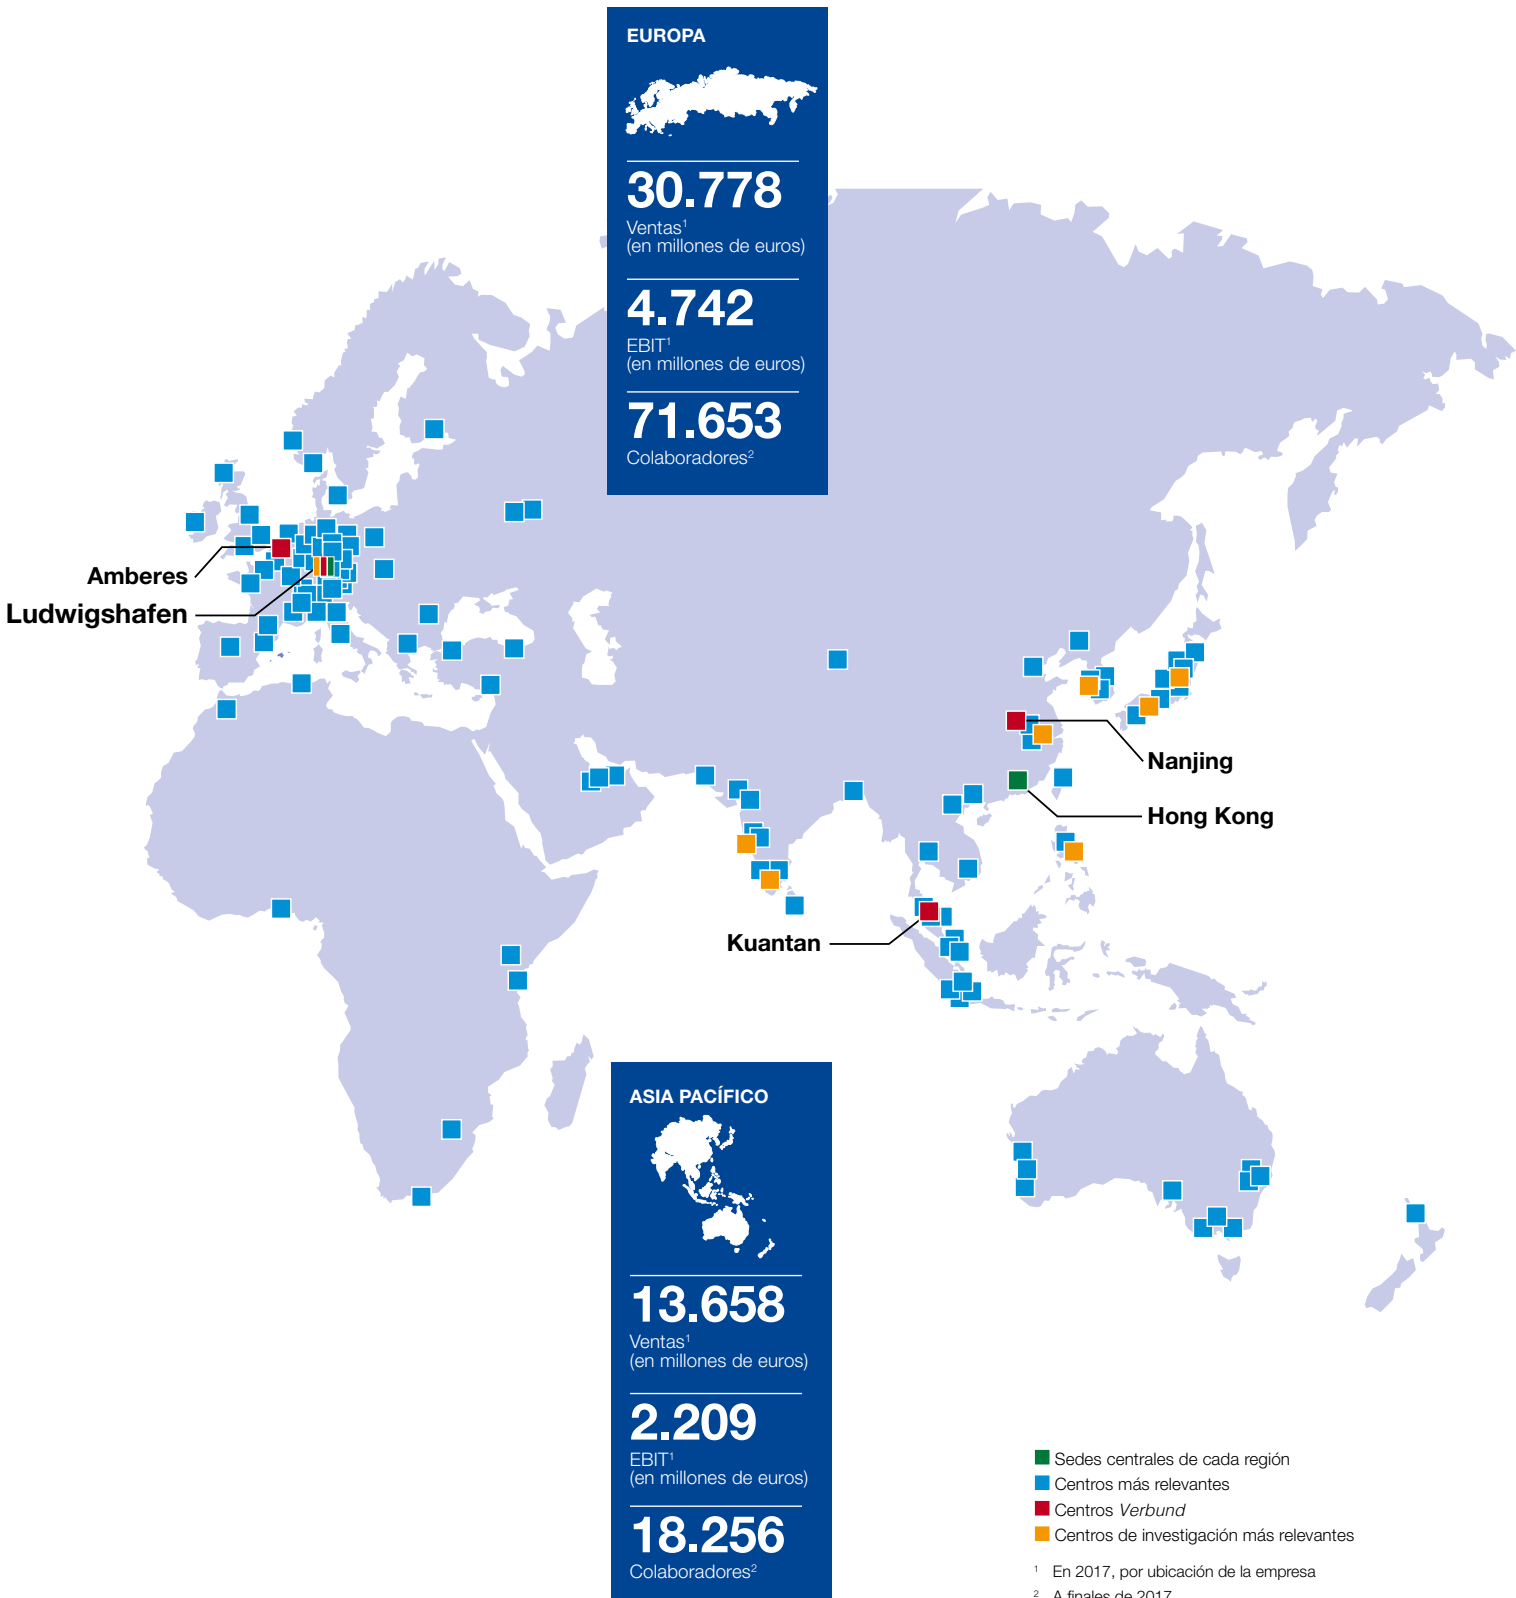 EUROPA
30.778
Ventas¹
(en millones de euros)
4.742
EBIT¹
(en millones de euros)
71.653
Colaboradores²
Amberes
Ludwigshafen
Nanjing
Hong Kong
Kuantan
ASIA PACÍFICO
13.658
Ventas¹
(en millones de euros)
2.209
EBIT¹
(en millones de euros)
18.256
Colaboradores²
Sedes centrales de cada región
Centros más relevantes
Centros Verbund
Centros de investigación más relevantes
¹ En 2017, por ubicación de la empresa
² A finales de 2017